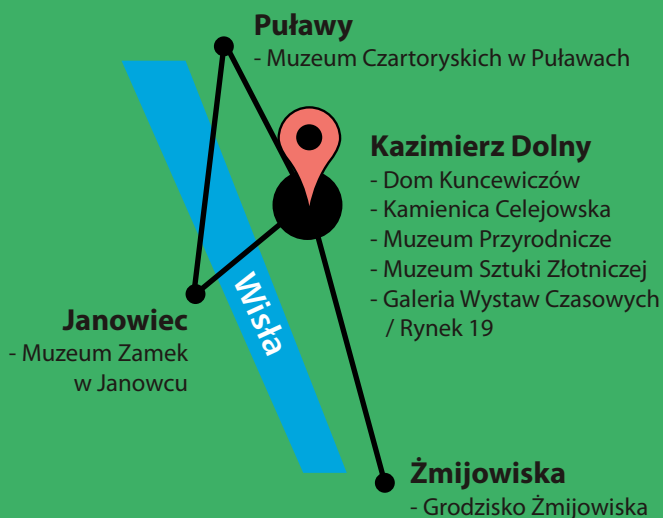 Puławy
- Muzeum Czartoryskich w Puławach
Kazimierz Dolny
- Dom Kuncewiczów
- Kamienica Celejowska
- Muzeum Przyrodnicze
- Muzeum Sztuki Złotniczej
- Galeria Wystaw Czasowych
/ Rynek 19
Wisła
Janowiec
- Muzeum Zamek
w Janowcu
Żmijowiska
- Grodzisko Żmijowiska